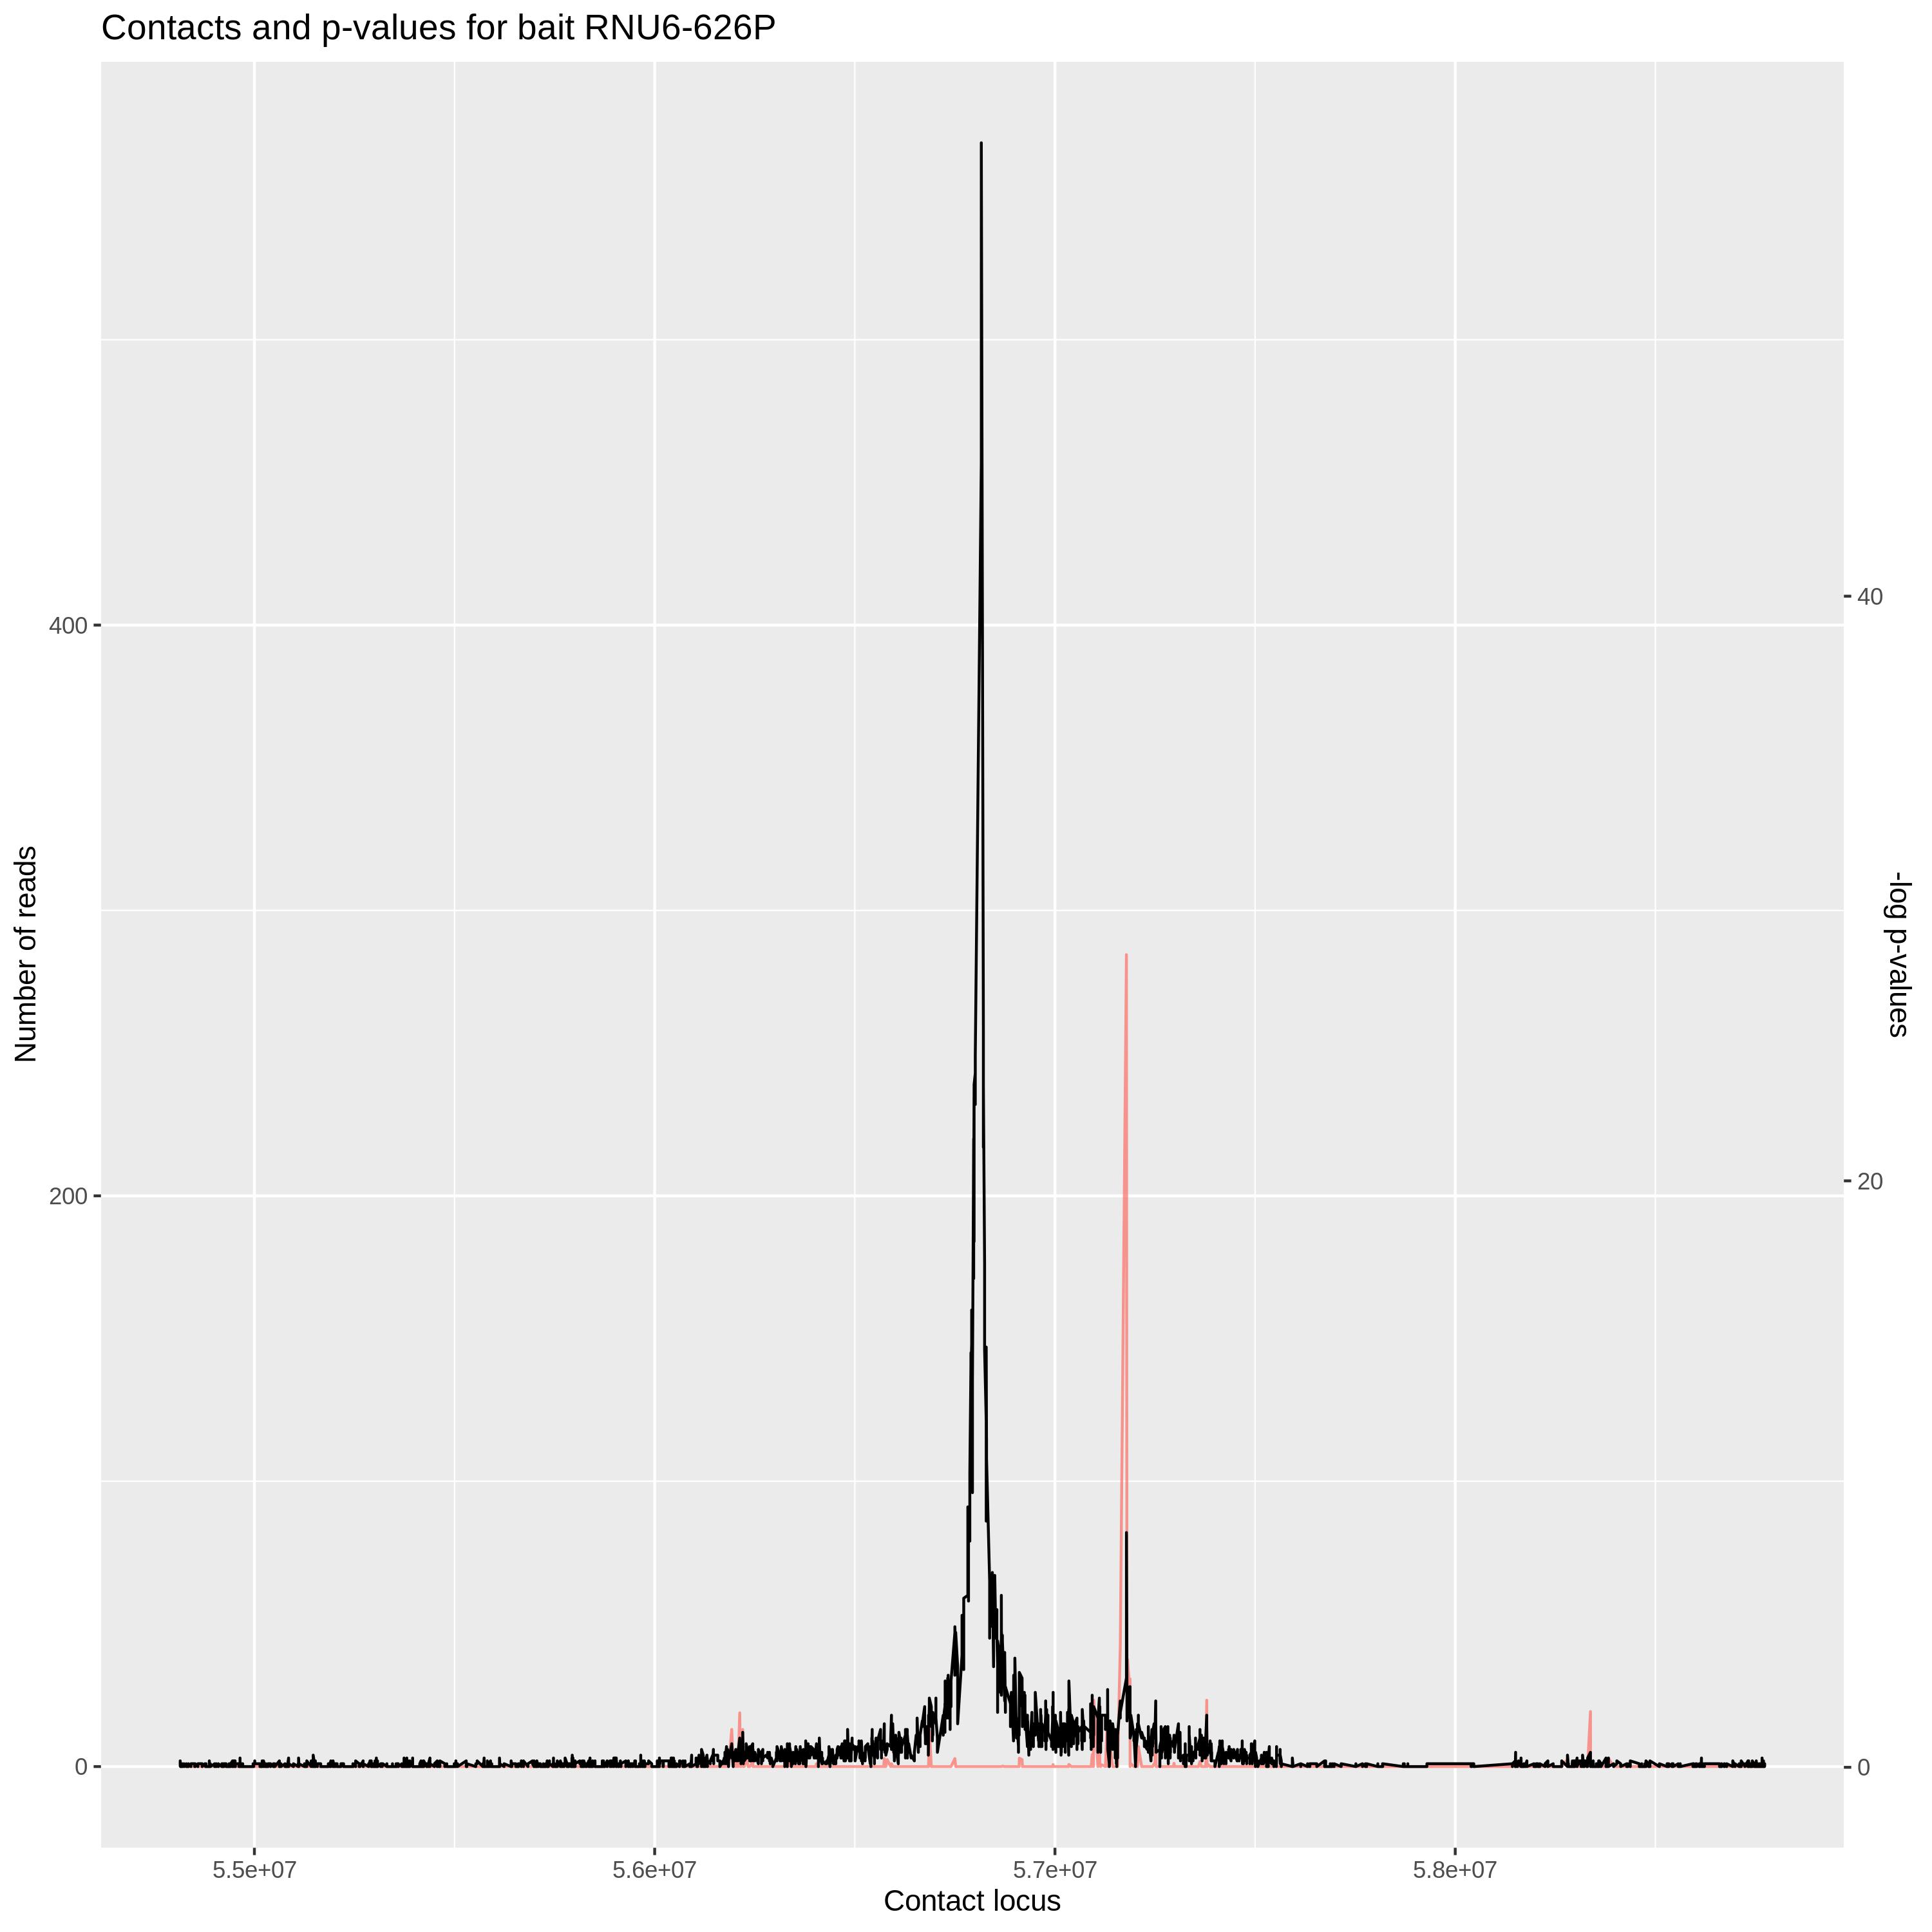 Contacts and p-values for bait RNU6-626P
Number of reads
400
200
0
40
20
0
-log p-values
5.5e+07
5.6e+07
5.7e+07
5.8e+07
Contact locus